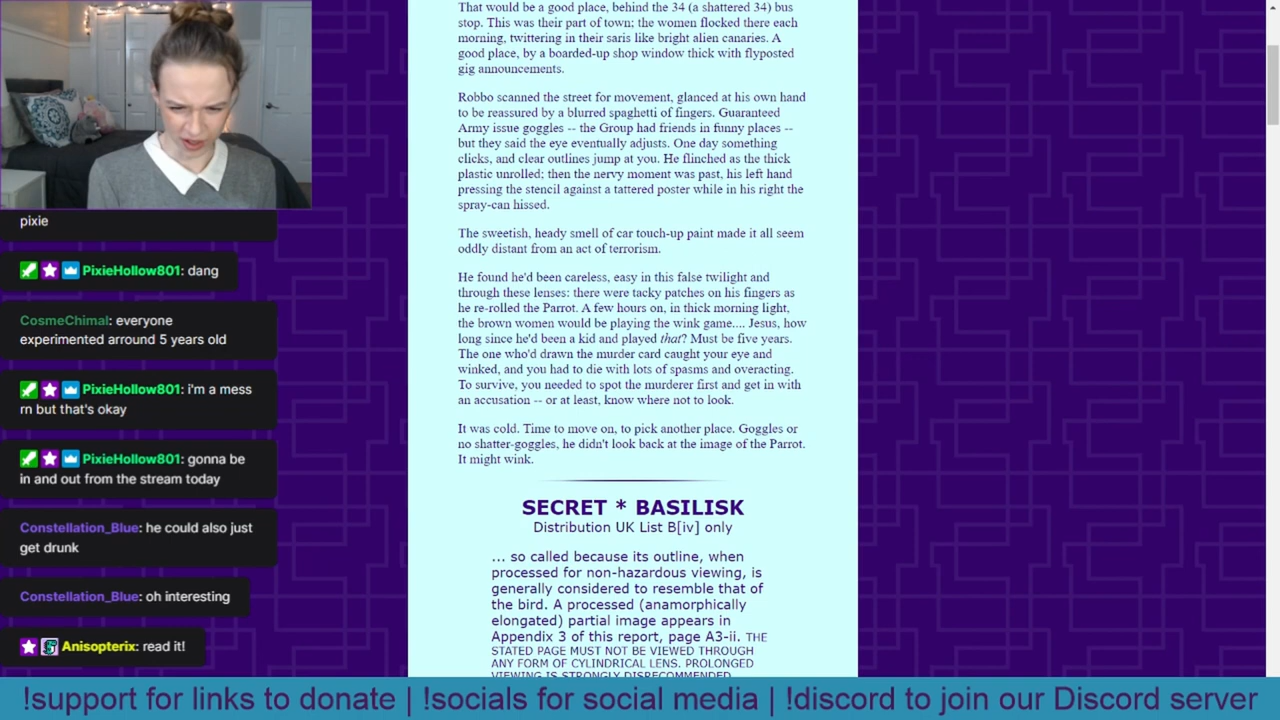 pixie
PixieHollow801: dang
CosmeChimal: everyone
experimented arround 5 years old
PixieHollow801: i'm a mess
rn but that's okay
PixieHollow801: gonna be
in and out from the stream today
Constellation_Blue: he could also just
get drunk
Constellation_Blue: oh interesting
Anisopterix: read it!
That would be a good place, behind the 34 (a shattered 34) bus
stop. This was their part of town; the women flocked there each
morning, twittering in their saris like bright alien canaries. A
good place, by a boarded-up shop window thick with flyposted
gig announcements.
Robbo scanned the street for movement, glanced at his own hand
to be reassured by a blurred spaghetti of fingers. Guaranteed
Army issue goggles -- the Group had friends in funny places --
but they said the eye eventually adjusts. One day something
clicks, and clear outlines jump at you. He flinched as the thick
plastic unrolled; then the nervy moment was past, his left hand
pressing the stencil against a tattered poster while in his right the
spray-can hissed.
The sweetish, heady smell of car touch-up paint made it all seem
oddly distant from an act of terrorism.
He found he'd been careless, easy in this false twilight and
through these lenses: there were tacky patches on his fingers as
he re-rolled the Parrot. A few hours on, in thick morning light,
the brown women would be playing the wink game.... Jesus, how
long since he'd been a kid and played that? Must be five years.
The one who'd drawn the murder card caught your eye and
winked, and you had to die with lots of spasms and overacting.
To survive, you needed to spot the murderer first and get in with
an accusation -- or at least, know where not to look.
It was cold. Time to move on, to pick another place. Goggles or
no shatter-goggles, he didn't look back at the image of the Parrot.
It might wink.
SECRET * BASILISK
Distribution UK List B[iv] only
... so called because its outline, when
processed for non-hazardous viewing, is
generally considered to resemble that of
the bird. A processed (anamorphically
elongated) partial image appears in
Appendix 3 of this report, page A3-ii. THE
STATED PAGE MUST NOT BE VIEWED THROUGH
ANY FORM OF CYLINDRICAL LENS. PROLONGED
VIEWING IS STRONGLY DISRECOMMENDED.
!support for links to donate | !socials for social media | !discord to join our Discord server